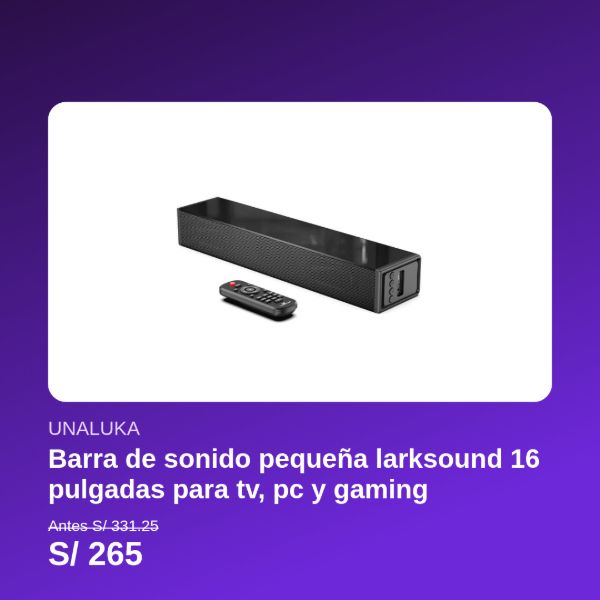 UNALUKA
Barra de sonido pequeña larksound 16
pulgadas para tv, pc y gaming
Antes S/ 331.25
S/ 265